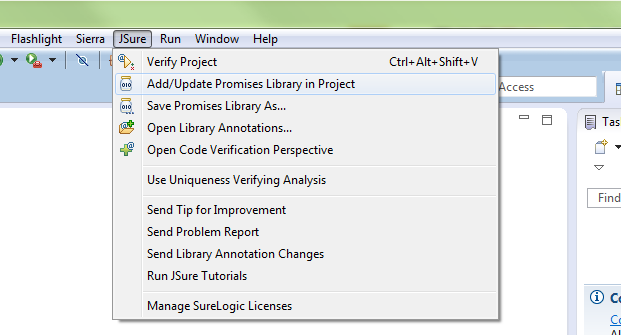 Flashlight Sierra JSure Run Window Help
Verify Project Ctrl+Alt+Shift+V
Add/Update Promises Library in Project
Access
Save Promises Library As...
Open Library Annotations...
Tas
Open Code Verification Perspective
Use Uniqueness Verifying Analysis
Find
Send Tip for Improvement
Send Problem Report
Send Library Annotation Changes
Run JSure Tutorials
Co
Manage SureLogic Licenses
Co